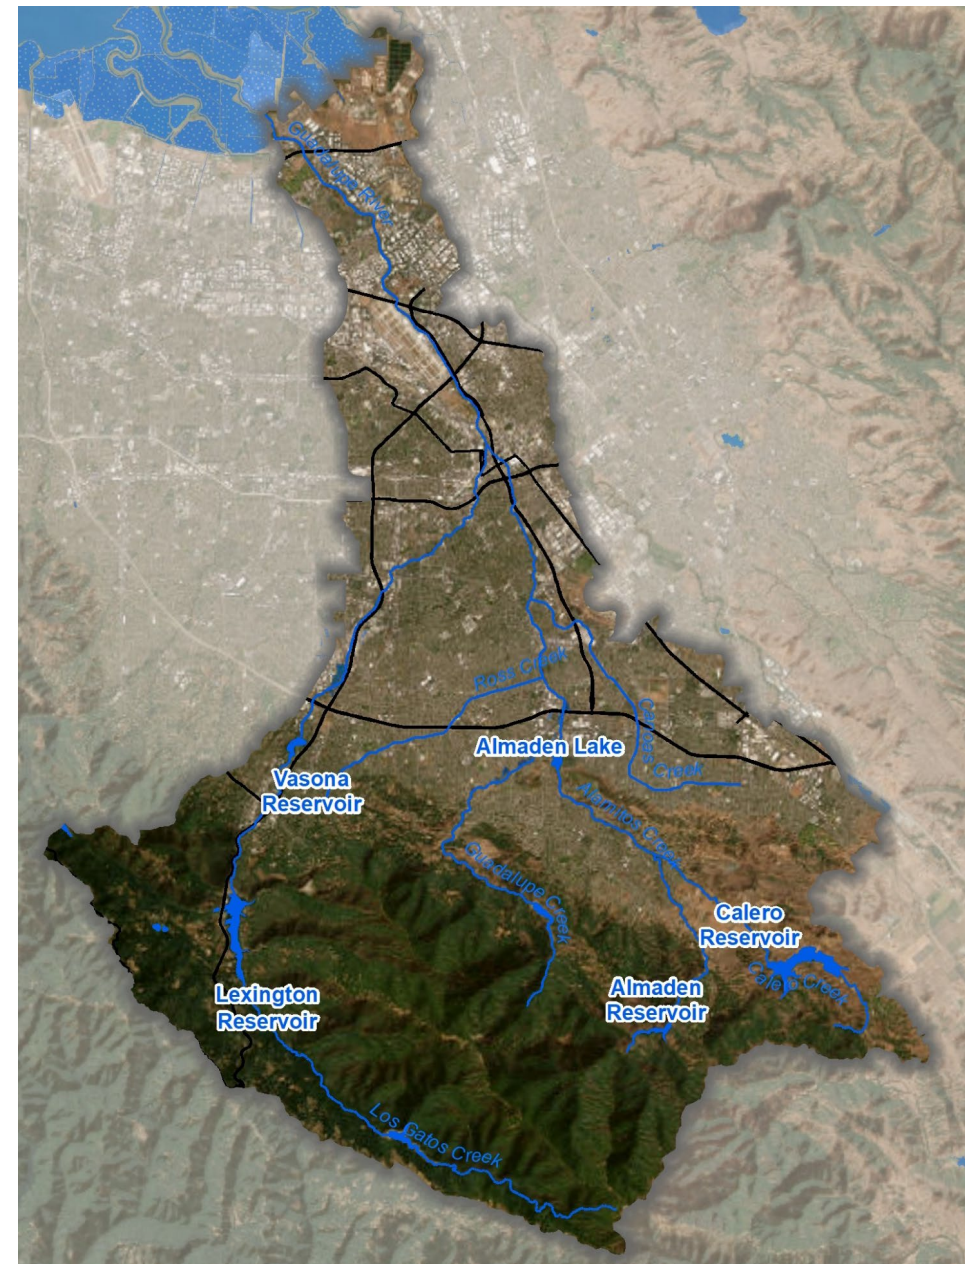 Guadalupe River
Ross Creek
Almaden Lake
Canoas
Creek
Vasona
Reservoir
Alamitos Creek
Guadalupe Creek
Calero
Reservoir
Calero Creek
Lexington
Reservoir
Almaden
Reservoir
Los Gatos Creek